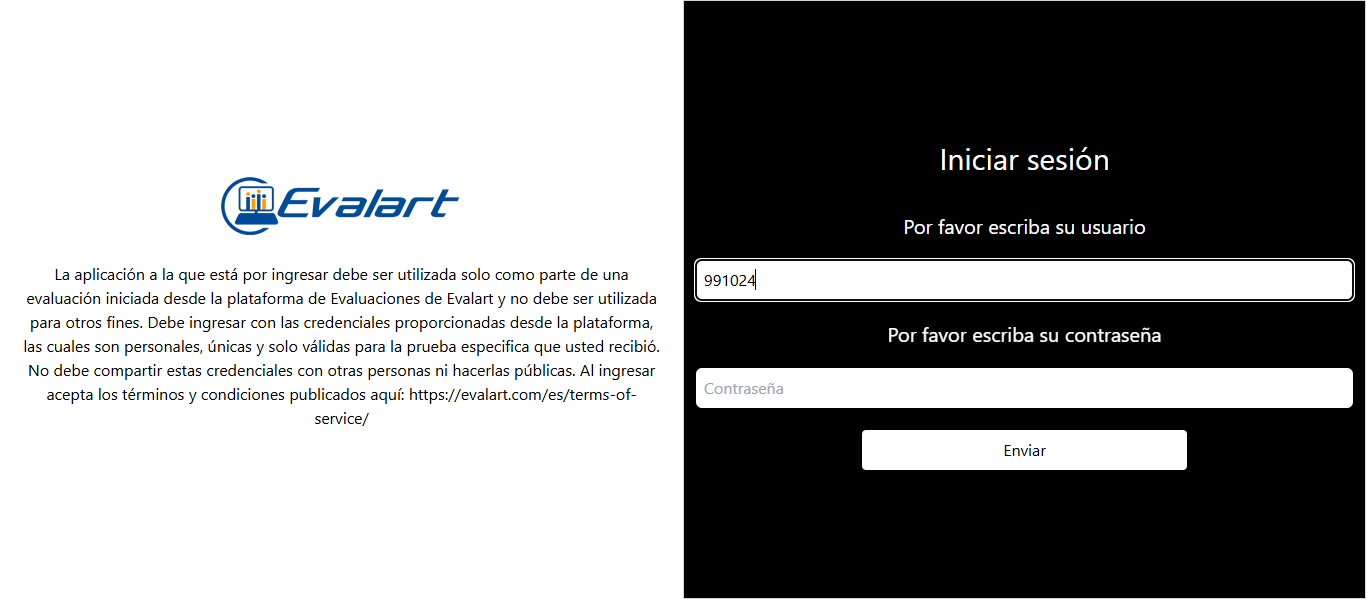 Evalart
La aplicación a la que está por ingresar debe ser utilizada solo como parte de una
evaluación iniciada desde la plataforma de Evaluaciones de Evalart y no debe ser utilizada
para otros fines. Debe ingresar con las credenciales proporcionadas desde la plataforma,
las cuales son personales, únicas y solo válidas para la prueba especifica que usted recibió.
No debe compartir estas credenciales con otras personas ni hacerlas públicas. Al ingresar
acepta los términos y condiciones publicados aquí: https://evalart.com/es/terms-of-
service/
Iniciar sesión
Por favor escriba su usuario
991024
Por favor escriba su contraseña
Contraseña
Enviar